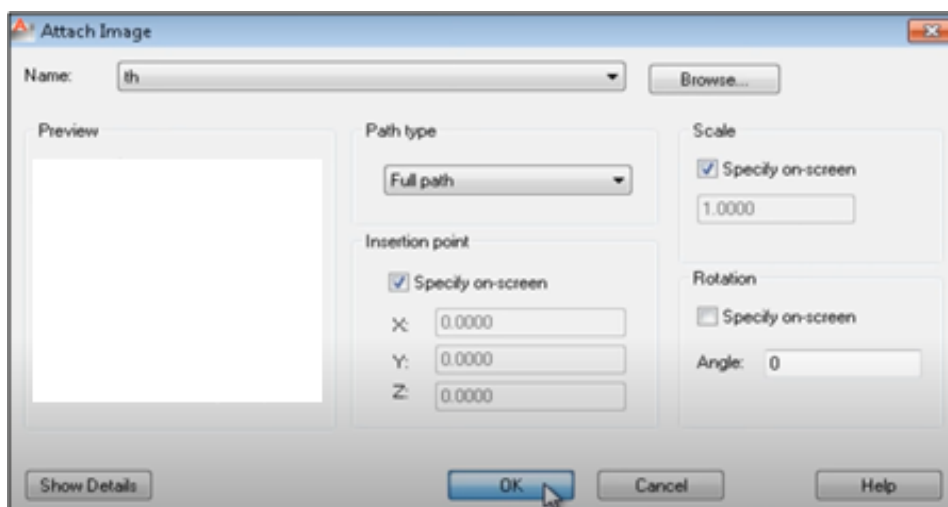 Attach Image
Name: th Browse...
Preview
Path type
Full path
Scale
Specify on-screen
1.0000
Insertion point
Specify on-screen
X: 0.0000
Y: 0.0000
Z: 0.0000
Rotation
Specify on-screen
Angle: 0
Show Details OK Cancel Help